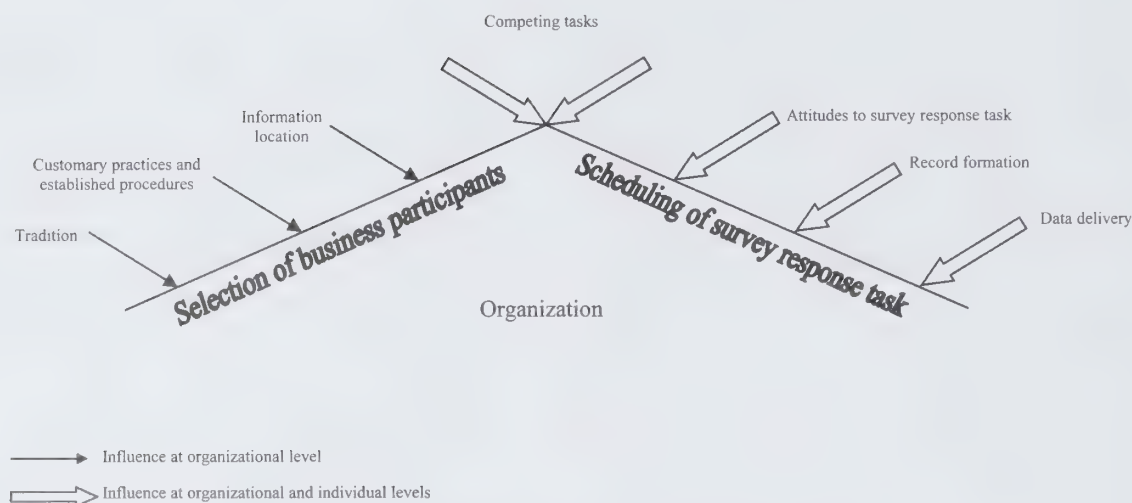 Competing tasks
Information
location
Attitudes to survey response task
Customary practices and
established procedures
Record formation
Tradition
Data delivery
Selection of business participants
Scheduling of survey response task
Organization
Influence at organizational level
Influence at organizational and individual levels